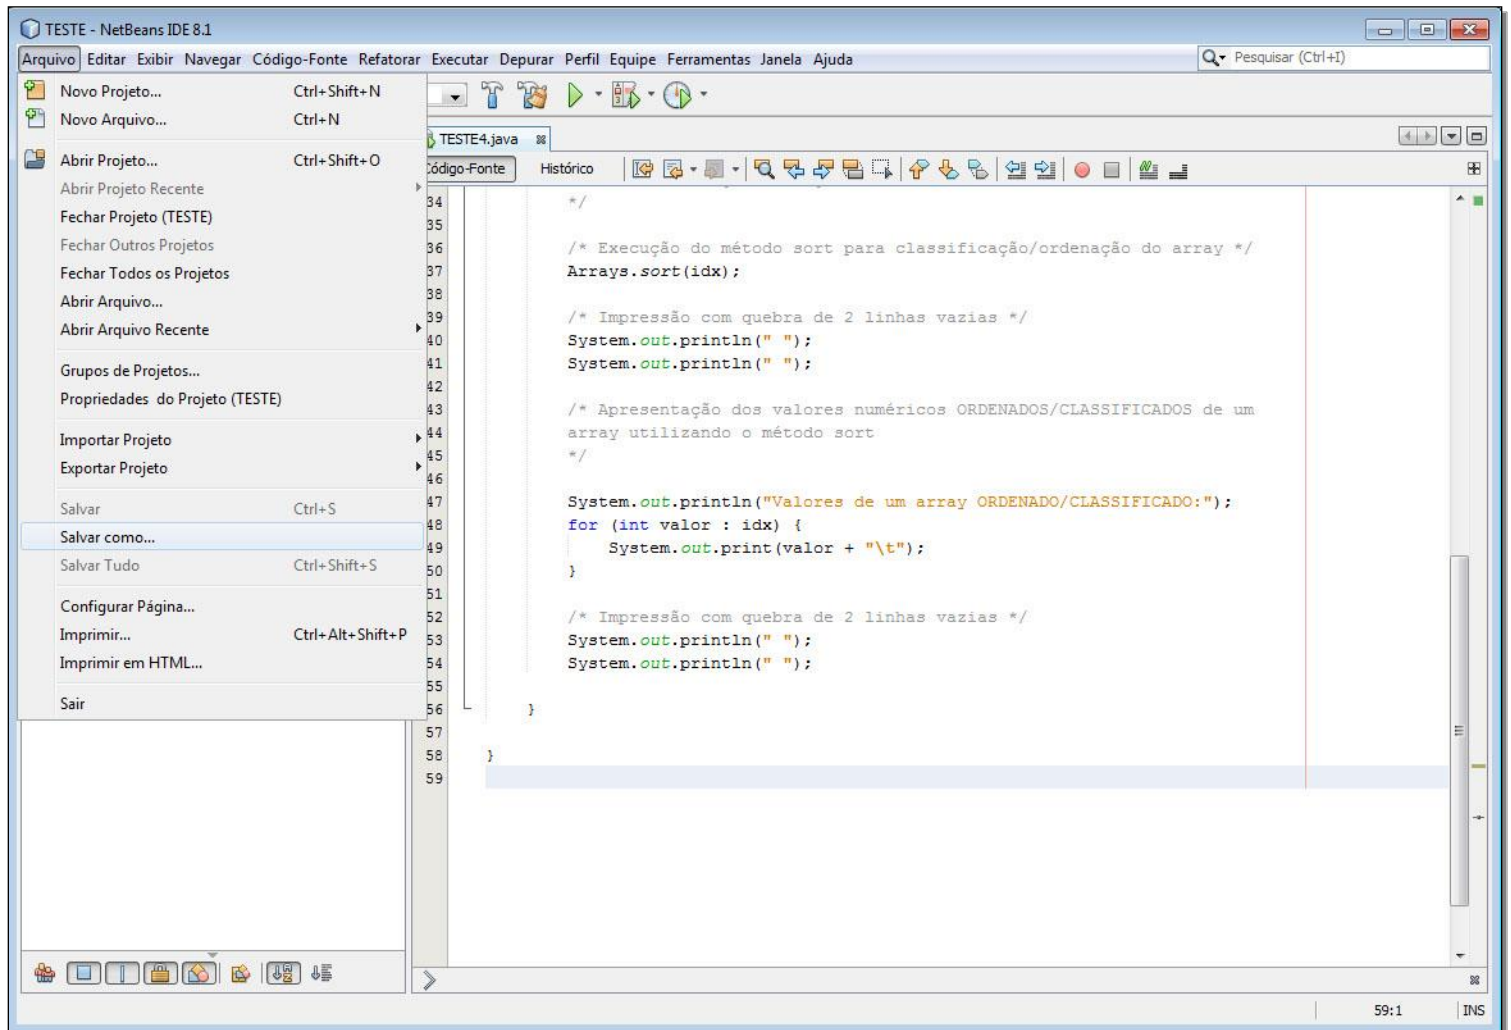 TESTE - NetBeans IDE 8.1
Arquivo Editar Exibir Navegar Código-Fonte Refatorar Executar Depurar Perfil Equipe Ferramentas Janela Ajuda
Pesquisar (Ctrl+I)
Novo Projeto... Ctrl+Shift+N
Novo Arquivo... Ctrl+N
Abrir Projeto... Ctrl+Shift+O
Abrir Projeto Recente
Fechar Projeto (TESTE)
Fechar Outros Projetos
Fechar Todos os Projetos
Abrir Arquivo...
Abrir Arquivo Recente
Grupos de Projetos...
Propriedades do Projeto (TESTE)
Importar Projeto
Exportar Projeto
Salvar Ctrl+S
Salvar como...
Salvar Tudo Ctrl+Shift+S
Configurar Página...
Imprimir... Ctrl+Alt+Shift+P
Imprimir em HTML...
Sair
TESTE4.java
Código-Fonte Histórico
34 */
35
36 /* Execução do método sort para classificação/ordenação do array */
37 Arrays.sort(idx);
38
39 /* Impressão com quebra de 2 linhas vazias */
40 System.out.println(" ");
41 System.out.println(" ");
42
43 /* Apresentação dos valores numéricos ORDENADOS/CLASSIFICADOS de um
44 array utilizando o método sort
45 */
46
47 System.out.println("Valores de um array ORDENADO/CLASSIFICADO:");
48 for (int valor : idx) {
49 System.out.print(valor + "\t");
50 }
51
52 /* Impressão com quebra de 2 linhas vazias */
53 System.out.println(" ");
54 System.out.println(" ");
55
56 }
57
58 }
59
59:1 INS